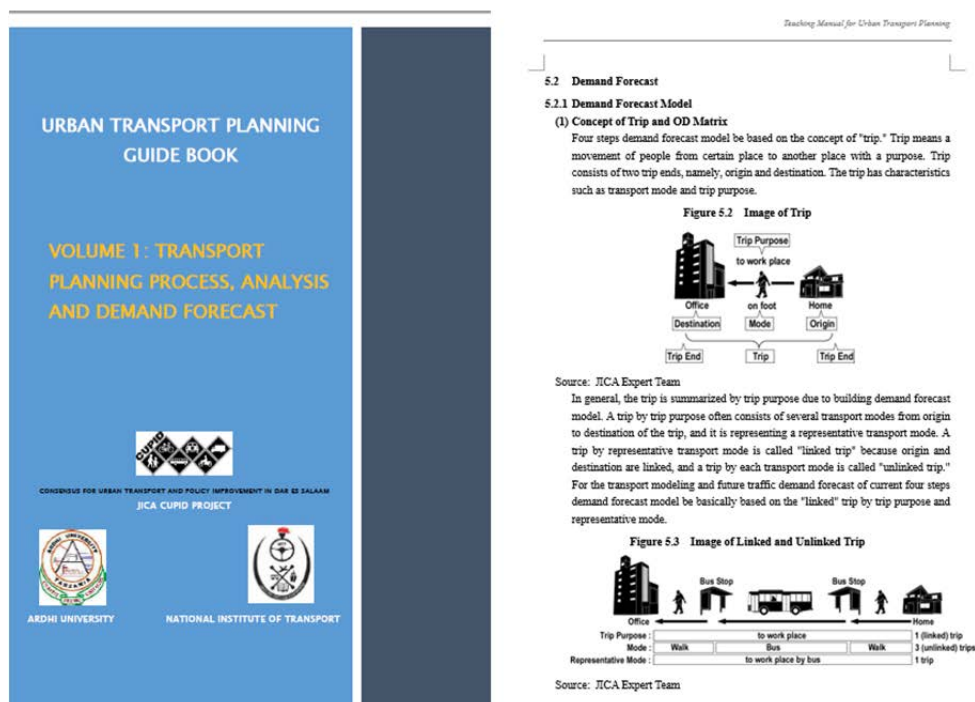 URBAN TRANSPORT PLANNING
GUIDE BOOK
VOLUME 1: TRANSPORT
PLANNING PROCESS, ANALYSIS
AND DEMAND FORECAST
CUPID
CONSENSUS FOR URBAN TRANSPORT AND POLICY IMPROVEMENT IN DAR ES SALAAM
JICA CUPID PROJECT
ARDHI UNIVERSITY
TANZANIA
ARDHI UNIVERSITY
NATIONAL INSTITUTE OF TRANSPORT
Teaching Manual for Urban Transport Planning
5.2 Demand Forecast
5.2.1 Demand Forecast Model
(1) Concept of Trip and OD Matrix
Four steps demand forecast model be based on the concept of "trip." Trip means a
movement of people from certain place to another place with a purpose. Trip
consists of two trip ends, namely, origin and destination. The trip has characteristics
such as transport mode and trip purpose.
Figure 5.2 Image of Trip
Trip Purpose
to work place
Office on foot Home
Destination Mode Origin
Trip End Trip Trip End
Source: JICA Expert Team
In general, the trip is summarized by trip purpose due to building demand forecast
model. A trip by trip purpose often consists of several transport modes from origin
to destination of the trip, and it is representing a representative transport mode. A
trip by representative transport mode is called "linked trip" because origin and
destination are linked, and a trip by each transport mode is called "unlinked trip."
For the transport modeling and future traffic demand forecast of current four steps
demand forecast model be basically based on the "linked" trip by trip purpose and
representative mode.
Figure 5.3 Image of Linked and Unlinked Trip
Bus Stop Bus Stop
Office Home
Trip Purpose : to work place 1 (linked) trip
Mode : Walk Bus Walk 3 (unlinked) trips
Representative Mode : to work place by bus 1 trip
Source: JICA Expert Team